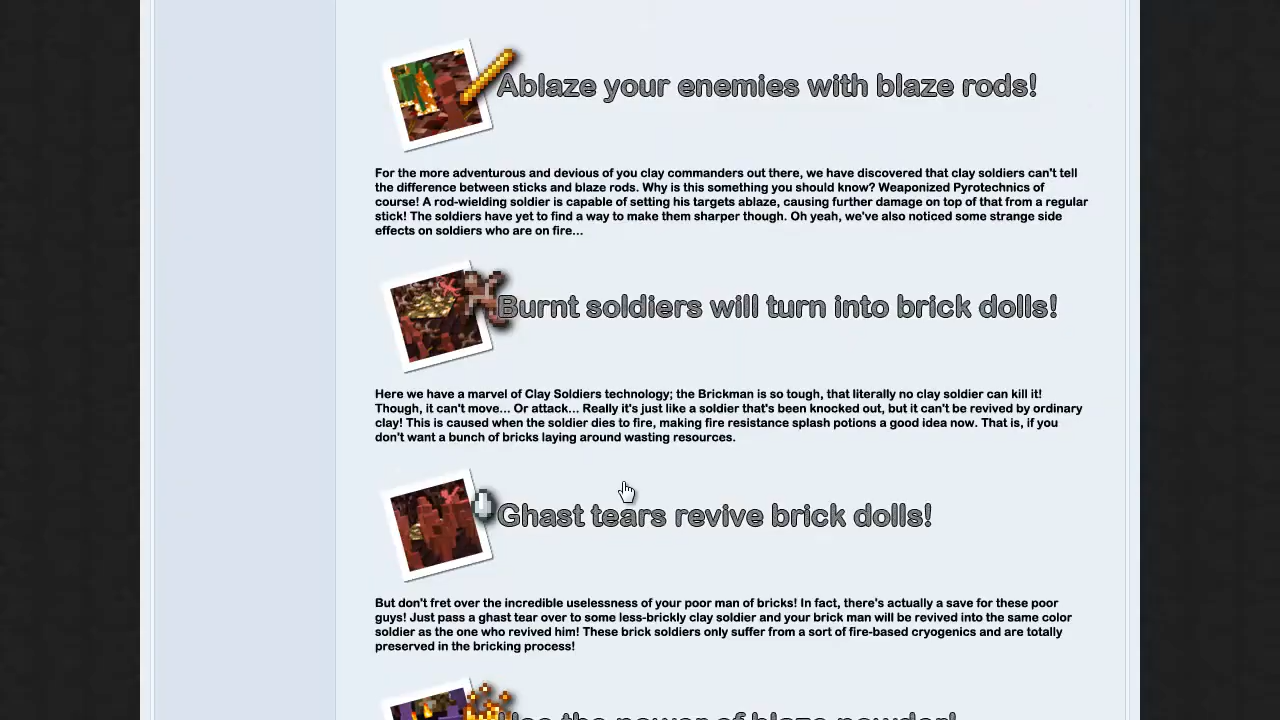 Ablaze your enemies with blaze rods!
For the more adventurous and devious of you clay commanders out there, we have discovered that clay soldiers can't tell
the difference between sticks and blaze rods. Why is this something you should know? Weaponized Pyrotechnics of
course! A rod-wielding soldier is capable of setting his targets ablaze, causing further damage on top of that from a regular
stick! The soldiers have yet to find a way to make them sharper though. Oh yeah, we've also noticed some strange side
effects on soldiers who are on fire...
Burnt soldiers will turn into brick dolls!
Here we have a marvel of Clay Soldiers technology; the Brickman is so tough, that literally no clay soldier can kill it!
Though, it can't move... Or attack... Really it's just like a soldier that's been knocked out, but it can't be revived by ordinary
clay! This is caused when the soldier dies to fire, making fire resistance splash potions a good idea now. That is, if you
don't want a bunch of bricks laying around wasting resources.
Ghast tears revive brick dolls!
But don't fret over the incredible uselessness of your poor man of bricks! In fact, there's actually a save for these poor
guys! Just pass a ghast tear over to some less-brickly clay soldier and your brick man will be revived into the same color
soldier as the one who revived him! These brick soldiers only suffer from a sort of fire-based cryogenics and are totally
preserved in the bricking process!
Use the power of blaze powder!